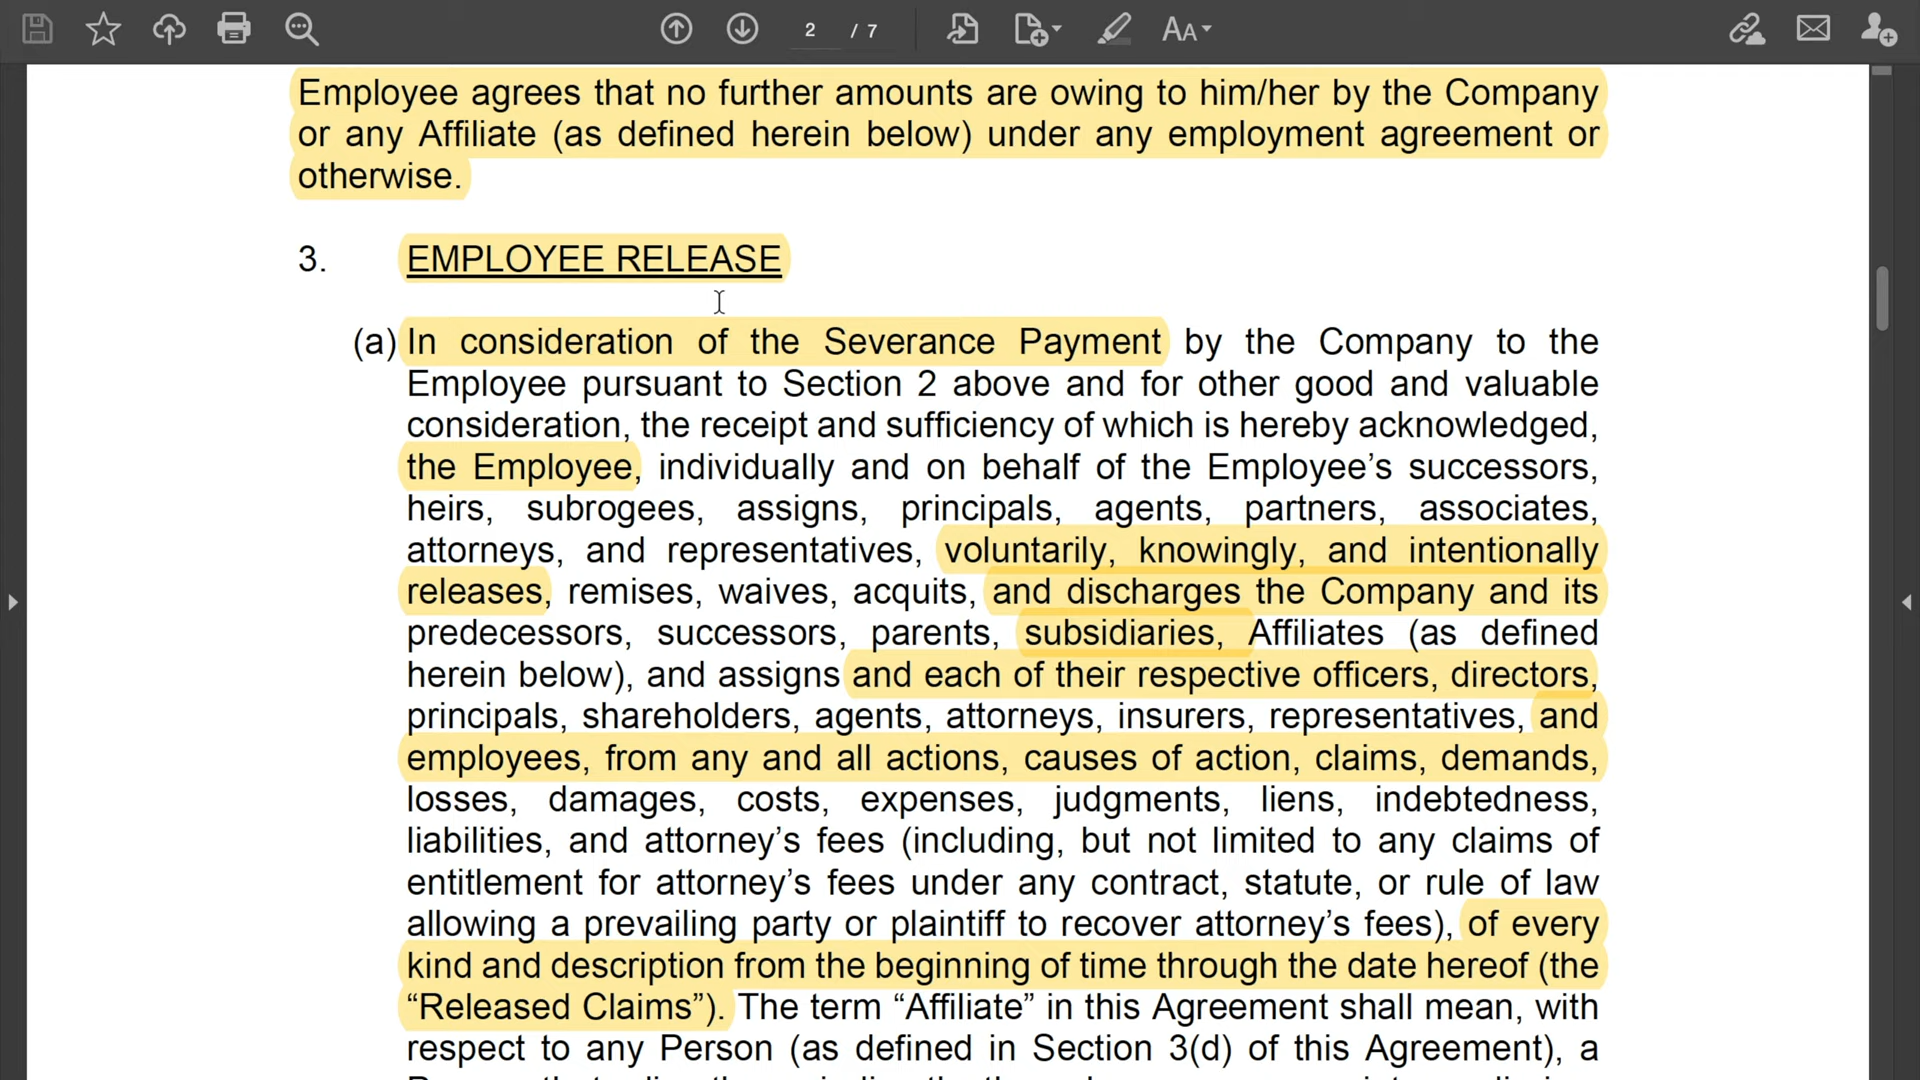 2 / 7
Employee agrees that no further amounts are owing to him/her by the Company
or any Affiliate (as defined herein below) under any employment agreement or
otherwise.
3. EMPLOYEE RELEASE
(a) In consideration of the Severance Payment by the Company to the
Employee pursuant to Section 2 above and for other good and valuable
consideration, the receipt and sufficiency of which is hereby acknowledged,
the Employee, individually and on behalf of the Employee’s successors,
heirs, subrogees, assigns, principals, agents, partners, associates,
attorneys, and representatives, voluntarily, knowingly, and intentionally
releases, remises, waives, acquits, and discharges the Company and its
predecessors, successors, parents, subsidiaries, Affiliates (as defined
herein below), and assigns and each of their respective officers, directors,
principals, shareholders, agents, attorneys, insurers, representatives, and
employees, from any and all actions, causes of action, claims, demands,
losses, damages, costs, expenses, judgments, liens, indebtedness,
liabilities, and attorney’s fees (including, but not limited to any claims of
entitlement for attorney’s fees under any contract, statute, or rule of law
allowing a prevailing party or plaintiff to recover attorney’s fees), of every
kind and description from the beginning of time through the date hereof (the
“Released Claims”). The term “Affiliate” in this Agreement shall mean, with
respect to any Person (as defined in Section 3(d) of this Agreement), a